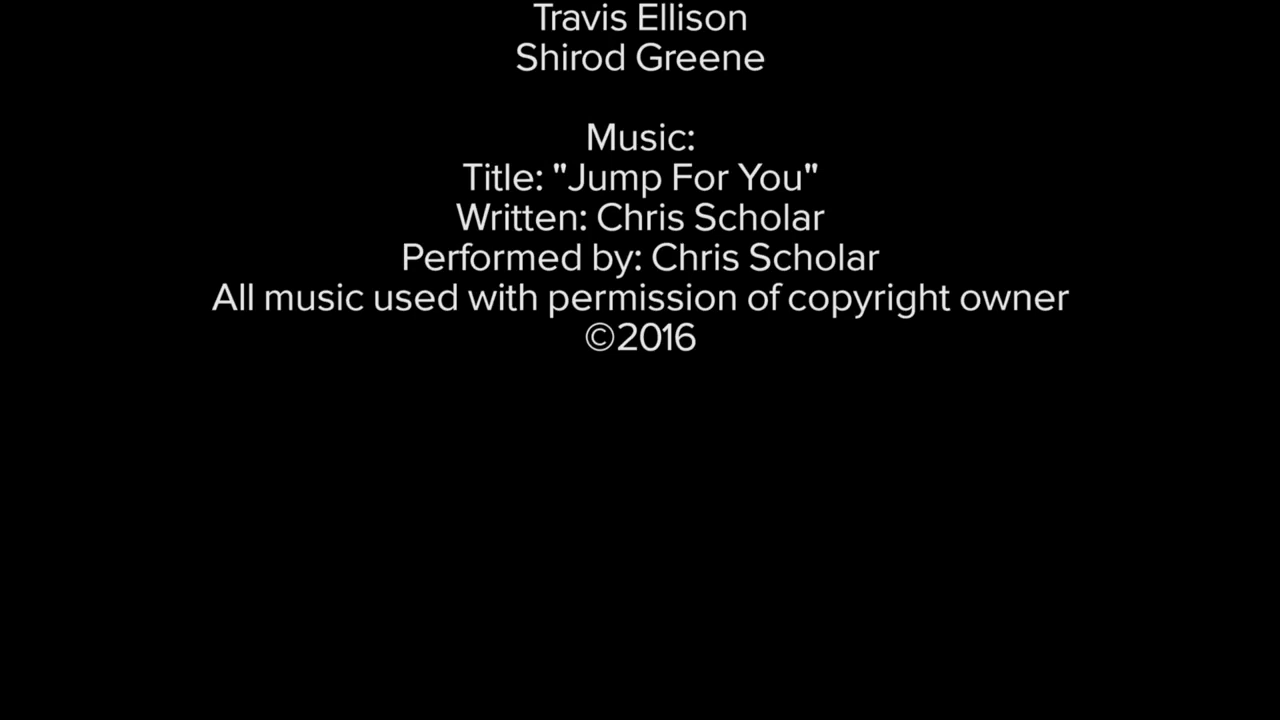 Travis Ellison
Shirod Greene
Music:
Title: "Jump For You"
Written: Chris Scholar
Performed by: Chris Scholar
All music used with permission of copyright owner
©2016